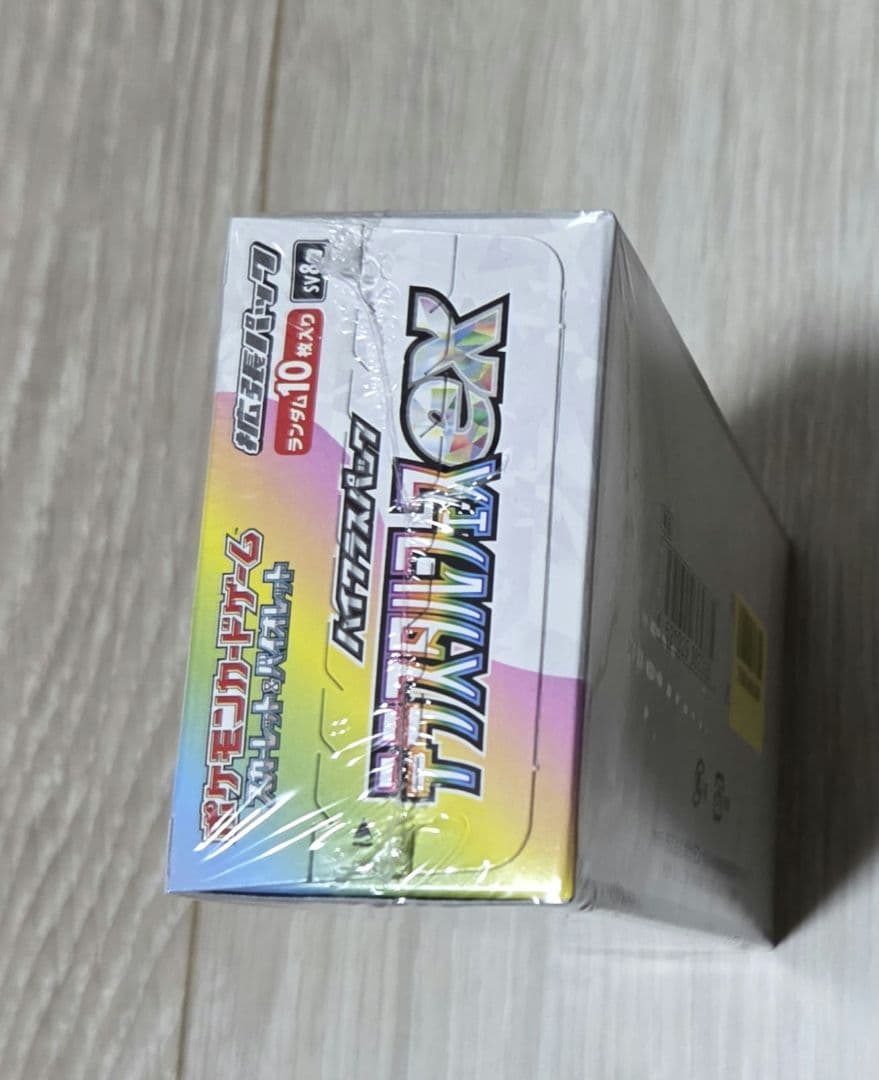 ポケモンカードゲーム
スカーレット&バイオレット
拡張パック
ランダム10枚入り
ハイクラスパック
テラスタルフェスex